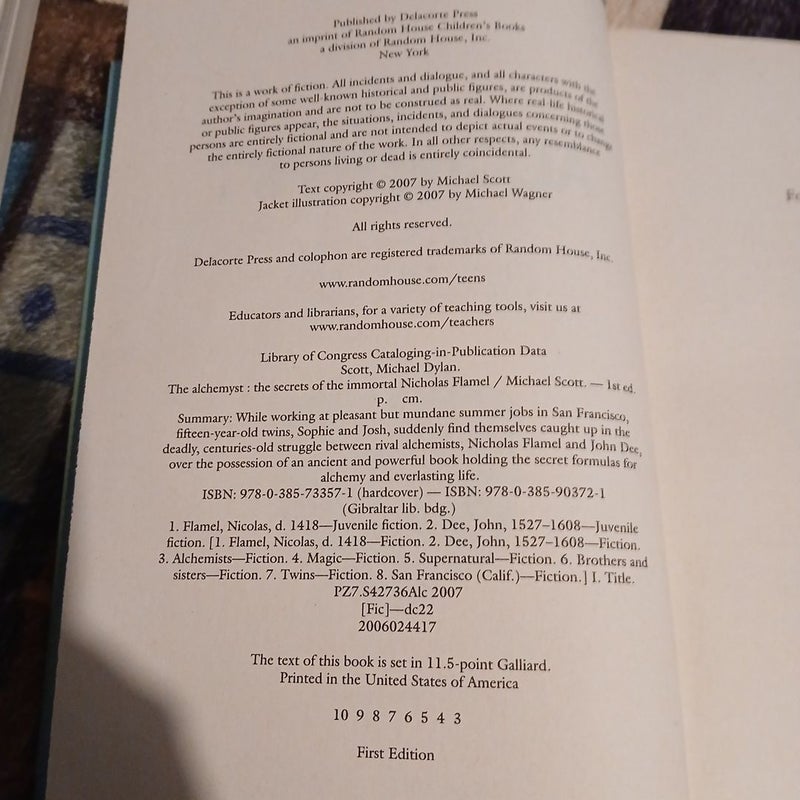 Published by Delacorte Press
an imprint of Random House Children's Books
a division of Random House, Inc.
New York
This is a work of fiction. All incidents and dialogue, and all characters with the
exception of some well-known historical and public figures, are products of the
author's imagination and are not to be construed as real. Where real-life historical
or public figures appear, the situations, incidents, and dialogues concerning those
persons are entirely fictional and are not intended to depict actual events or to change
the entirely fictional nature of the work. In all other respects, any resemblance
to persons living or dead is entirely coincidental.
Text copyright © 2007 by Michael Scott
Jacket illustration copyright © 2007 by Michael Wagner
All rights reserved.
Delacorte Press and colophon are registered trademarks of Random House, Inc.
www.randomhouse.com/teens
Educators and librarians, for a variety of teaching tools, visit us at
www.randomhouse.com/teachers
Library of Congress Cataloging-in-Publication Data
Scott, Michael Dylan.
The alchemyst : the secrets of the immortal Nicholas Flamel / Michael Scott. — 1st ed.
p. cm.
Summary: While working at pleasant but mundane summer jobs in San Francisco,
fifteen-year-old twins, Sophie and Josh, suddenly find themselves caught up in the
deadly, centuries-old struggle between rival alchemists, Nicholas Flamel and John Dee,
over the possession of an ancient and powerful book holding the secret formulas for
alchemy and everlasting life.
ISBN: 978-0-385-73357-1 (hardcover) — ISBN: 978-0-385-90372-1
(Gibraltar lib. bdg.)
1. Flamel, Nicolas, d. 1418—Juvenile fiction. 2. Dee, John, 1527–1608—Juvenile
fiction. [1. Flamel, Nicolas, d. 1418—Fiction. 2. Dee, John, 1527–1608—Fiction.
3. Alchemists—Fiction. 4. Magic—Fiction. 5. Supernatural—Fiction. 6. Brothers and
sisters—Fiction. 7. Twins—Fiction. 8. San Francisco (Calif.)—Fiction.] I. Title.
PZ7.S42736Alc 2007
[Fic]—dc22
2006024417
The text of this book is set in 11.5-point Galliard.
Printed in the United States of America
10 9 8 7 6 5 4 3
First Edition